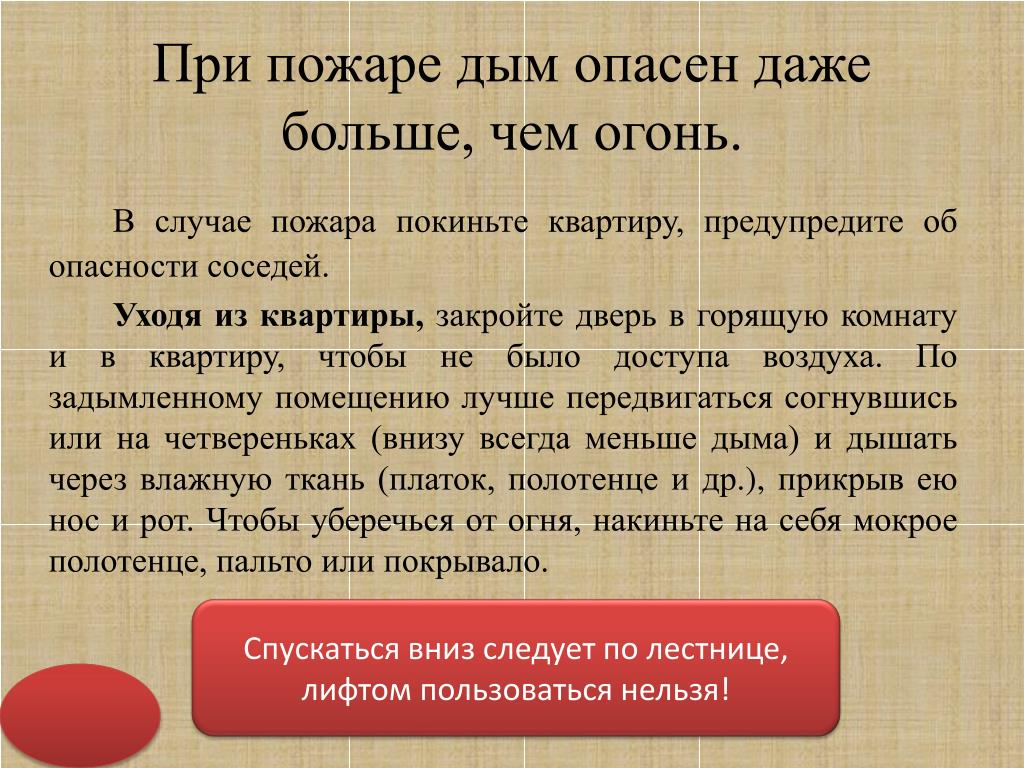 При пожаре дым опасен даже
больше, чем огонь.
В случае пожара покиньте квартиру, предупредите об
опасности соседей.
Уходя из квартиры, закройте дверь в горящую комнату
и в квартиру, чтобы не было доступа воздуха. По
задымленному помещению лучше передвигаться согнувшись
или на четвереньках (внизу всегда меньше дыма) и дышать
через влажную ткань (платок, полотенце и др.), прикрыв ею
нос и рот. Чтобы уберечься от огня, накиньте на себя мокрое
полотенце, пальто или покрывало.
Спускаться вниз следует по лестнице,
лифтом пользоваться нельзя!